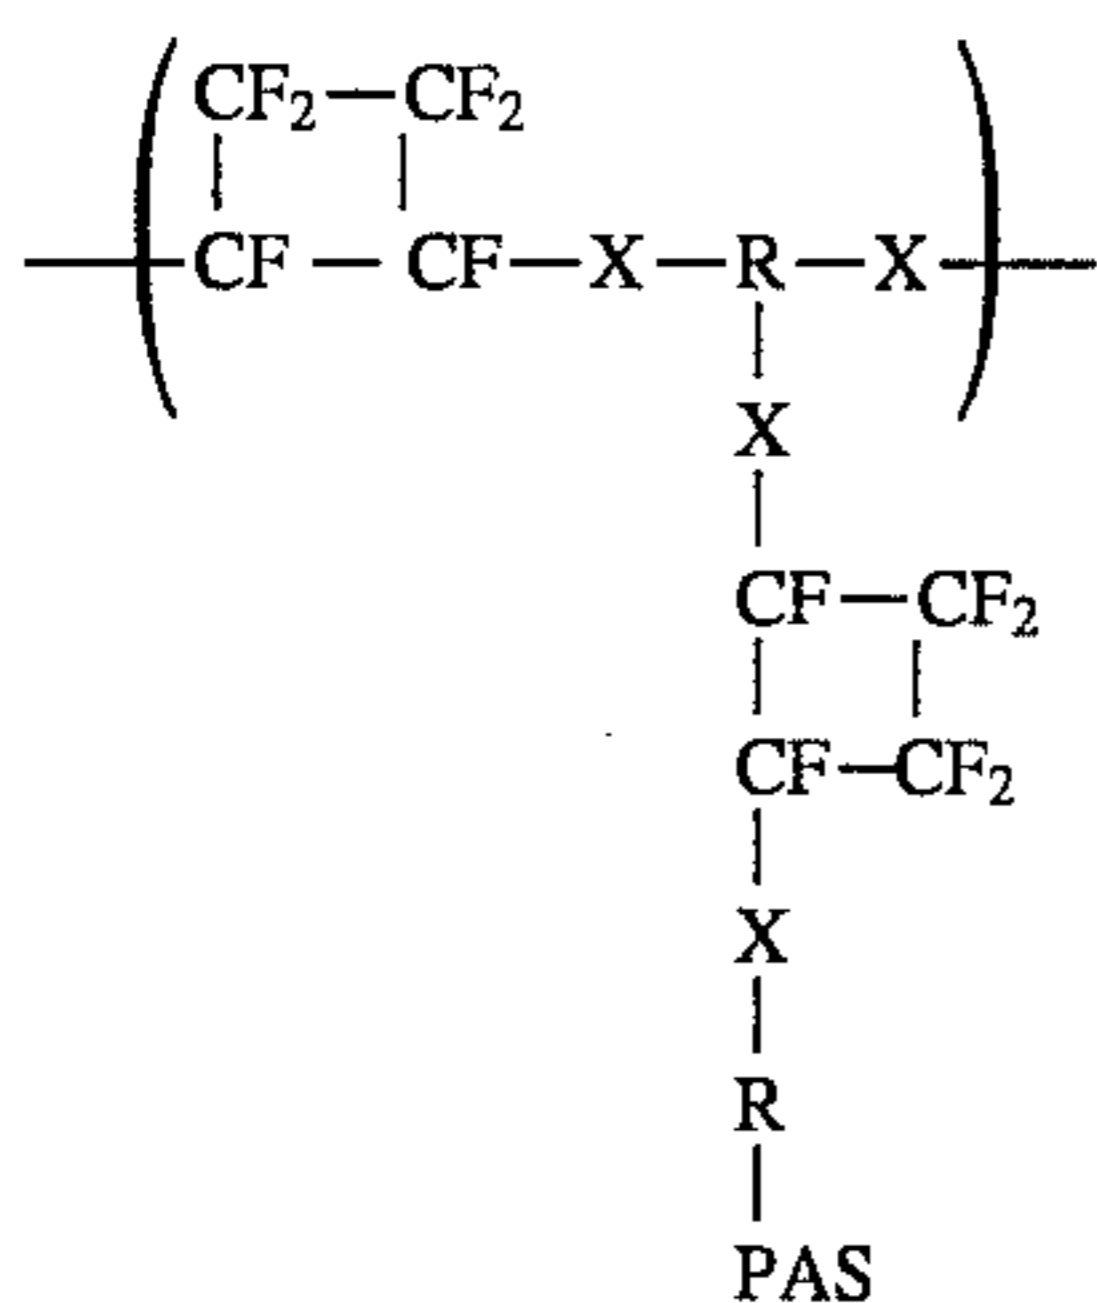 CF₂—CF₂
CF — CF—X—R—X
X
CF—CF₂
CF—CF₂
X
R
PAS